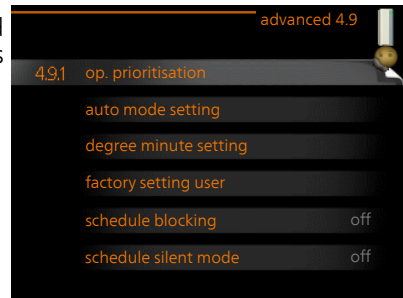 advanced 4.9
4.9.1 op. prioritisation
auto mode setting
degree minute setting
factory setting user
schedule blocking off
schedule silent mode off